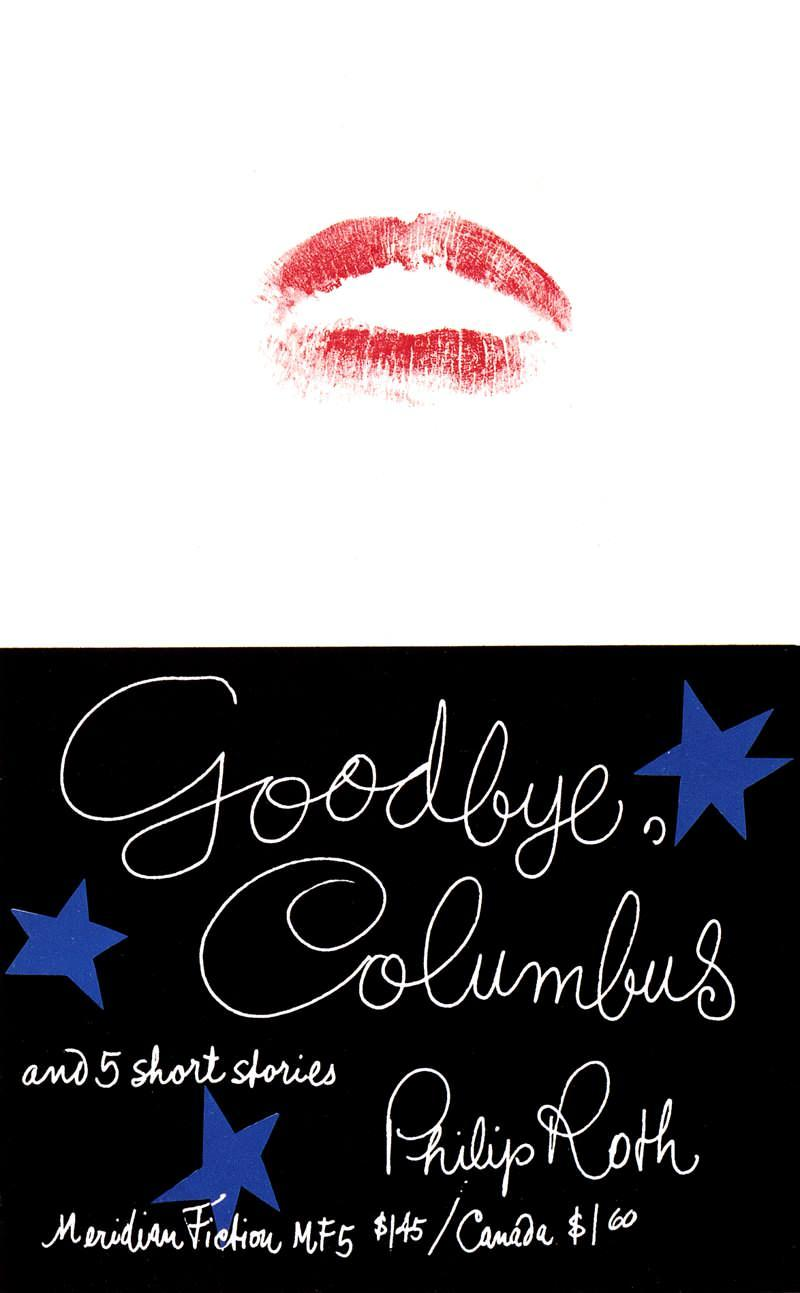 Goodbye,
Columbus
and 5 short stories
Philip Roth
Meridian Fiction MF5 $1.45/Canada $1.60